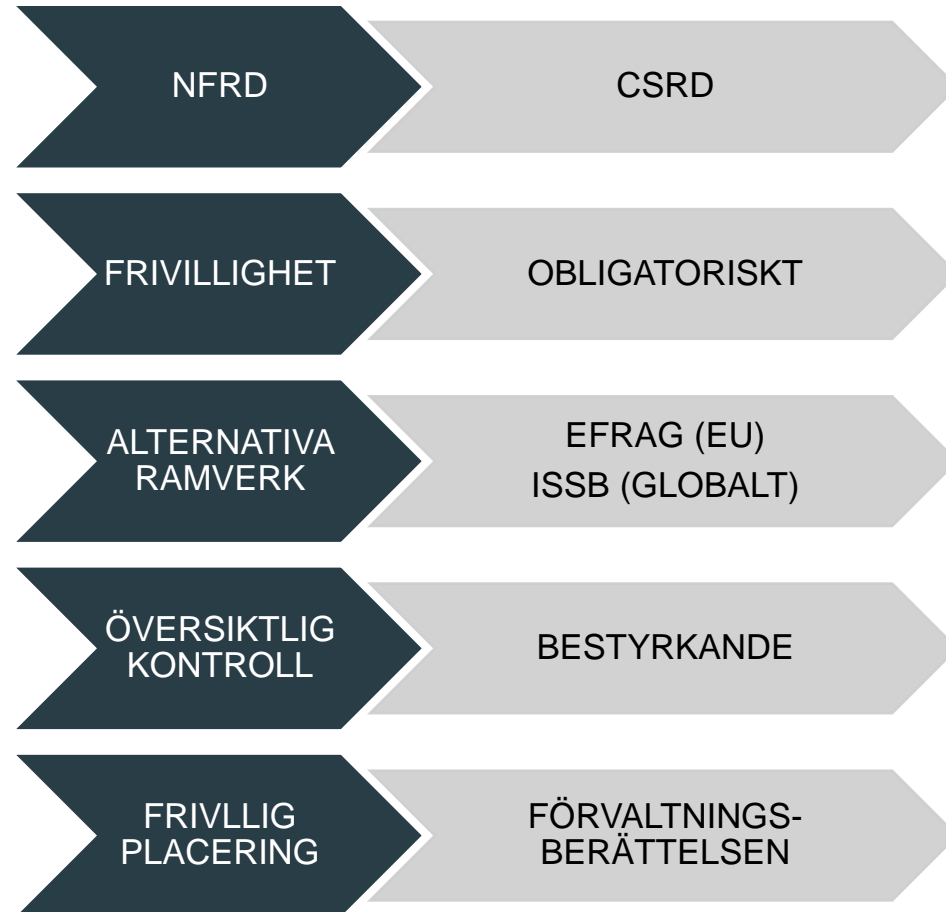 NFRD
CSRD
FRIVILLIGHET
OBLIGATORISKT
ALTERNATIVA
RAMVERK
EFRAG (EU)
ISSB (GLOBALT)
ÖVERSIKTLIG
KONTROLL
BESTYRKANDE
FRIVLLIG
PLACERING
FÖRVALTNINGS-
BERÄTTELSEN